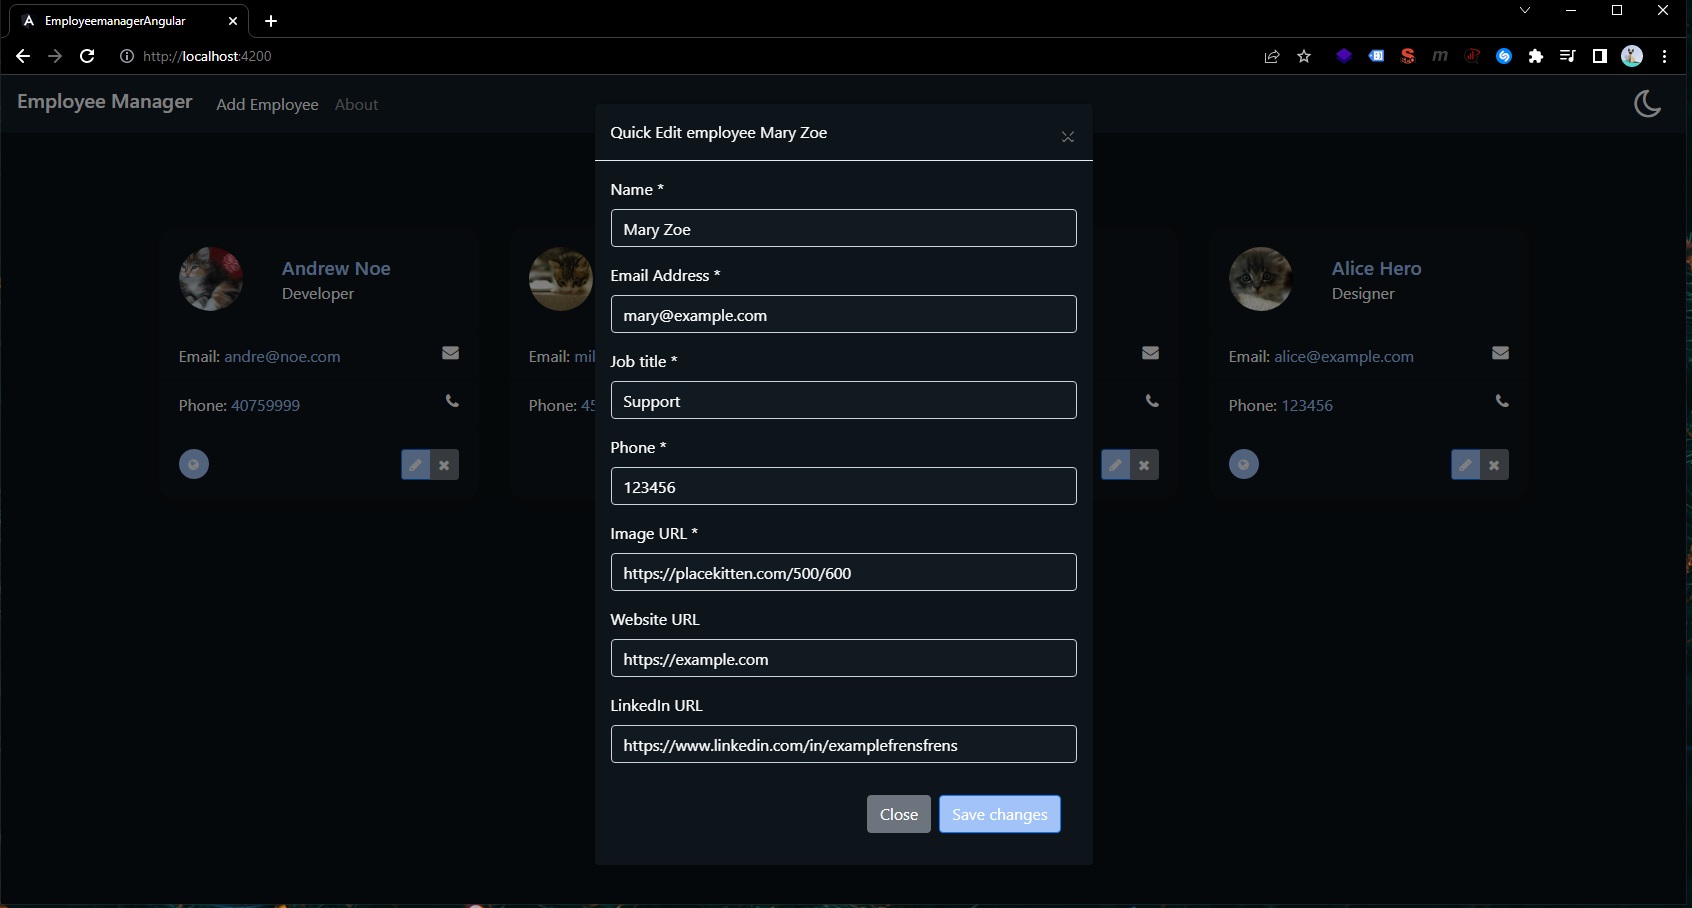 EmployeemanagerAngular
http://localhost:4200
Employee Manager
Add Employee
About
Quick Edit employee Mary Zoe
Name *
Mary Zoe
Email Address *
mary@example.com
Job title *
Support
Phone *
123456
Image URL *
https://placekitten.com/500/600
Website URL
https://example.com
LinkedIn URL
https://www.linkedin.com/in/examplefrensfrens
Close
Save changes
Andrew Noe
Developer
Email: andre@noe.com
Phone: 40759999
Email: mil
Phone: 45
Alice Hero
Designer
Email: alice@example.com
Phone: 123456